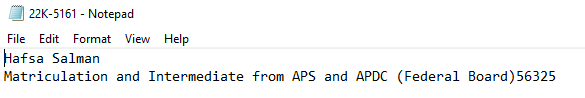 22K-5161 - Notepad
File Edit Format View Help
Hafsa Salman
Matriculation and Intermediate from APS and APDC (Federal Board)56325